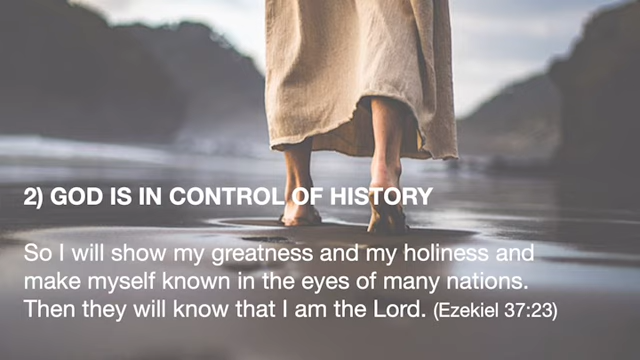 2) GOD IS IN CONTROL OF HISTORY
So I will show my greatness and my holiness and
make myself known in the eyes of many nations.
Then they will know that I am the Lord. (Ezekiel 37:23)